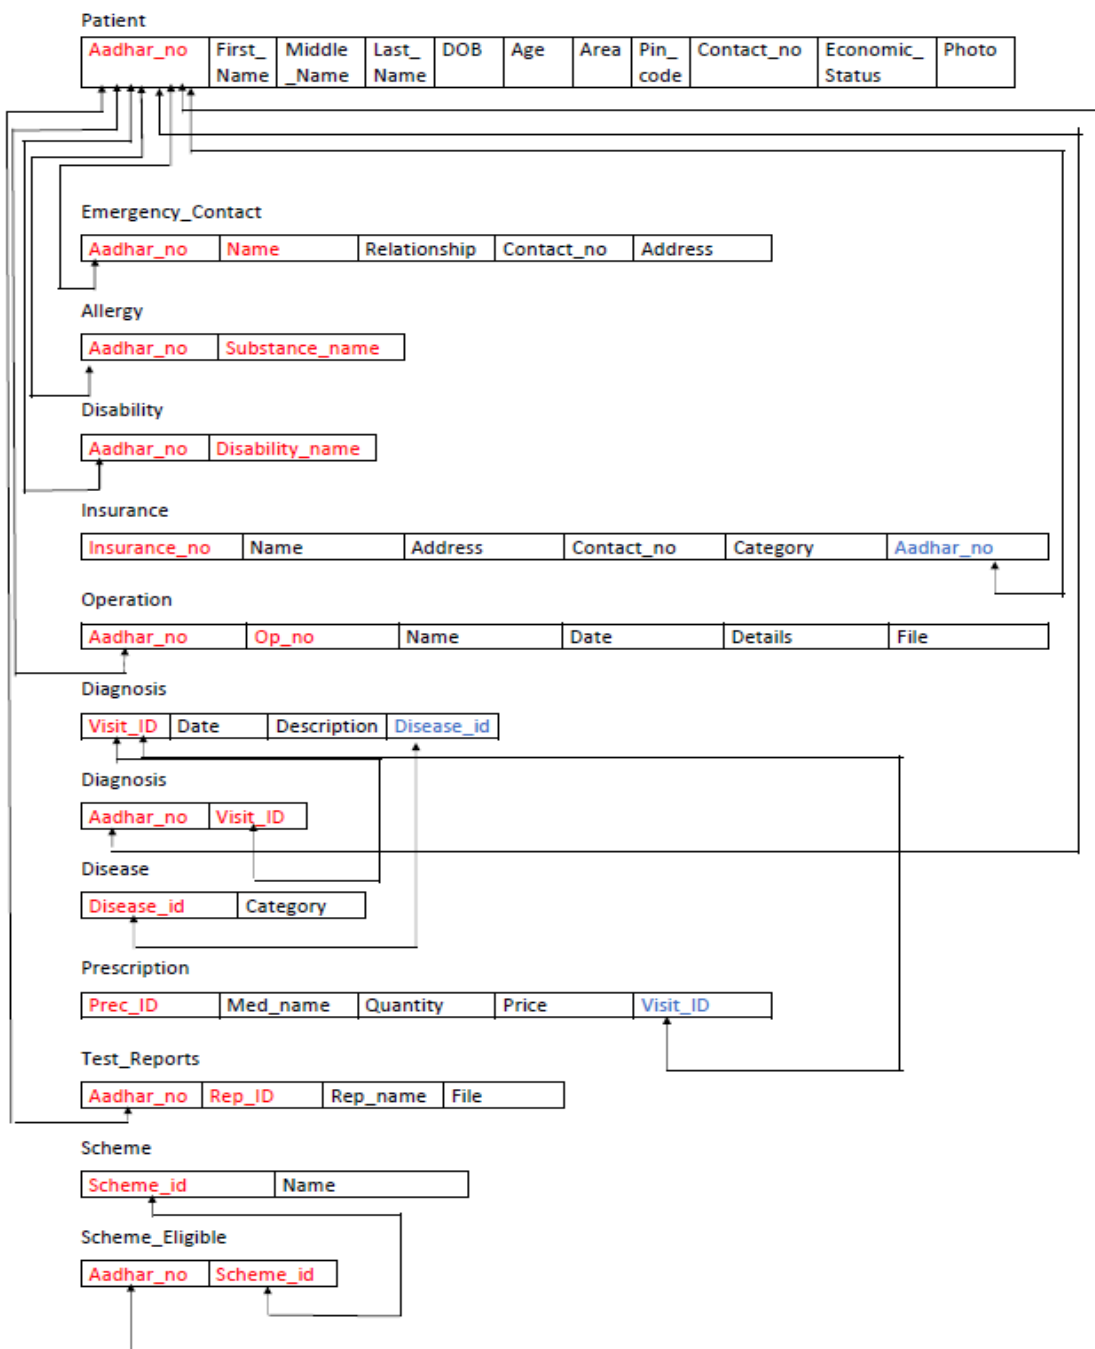 Patient
Aadhar_no First_ Middle Last_ DOB Age Area Pin_ Contact_no Economic_ Photo
Name _Name Name code Status
Emergency_Contact
Aadhar_no Name Relationship Contact_no Address
Allergy
Aadhar_no Substance_name
Disability
Aadhar_no Disability_name
Insurance
Insurance_no Name Address Contact_no Category Aadhar_no
Operation
Aadhar_no Op_no Name Date Details File
Diagnosis
Visit_ID Date Description Disease_id
Diagnosis
Aadhar_no Visit_ID
Disease
Disease_id Category
Prescription
Prec_ID Med_name Quantity Price Visit_ID
Test_Reports
Aadhar_no Rep_ID Rep_name File
Scheme
Scheme_id Name
Scheme_Eligible
Aadhar_no Scheme_id